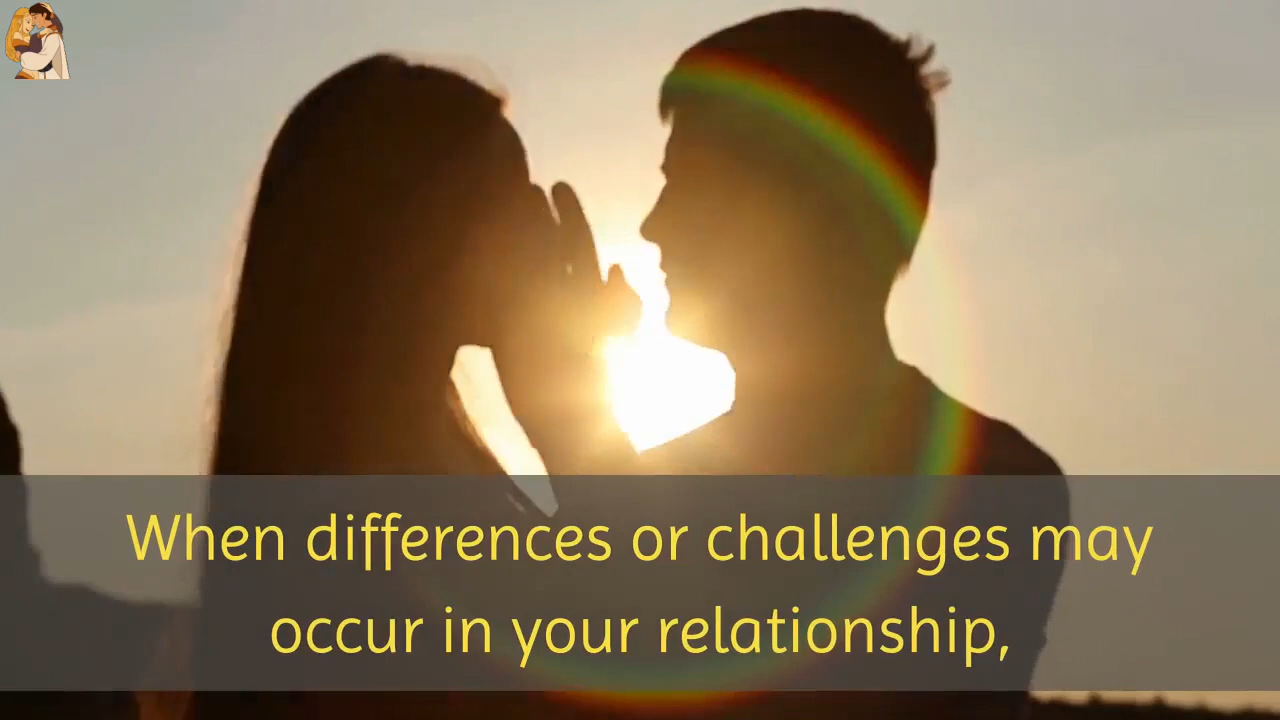 When differences or challenges may
occur in your relationship,